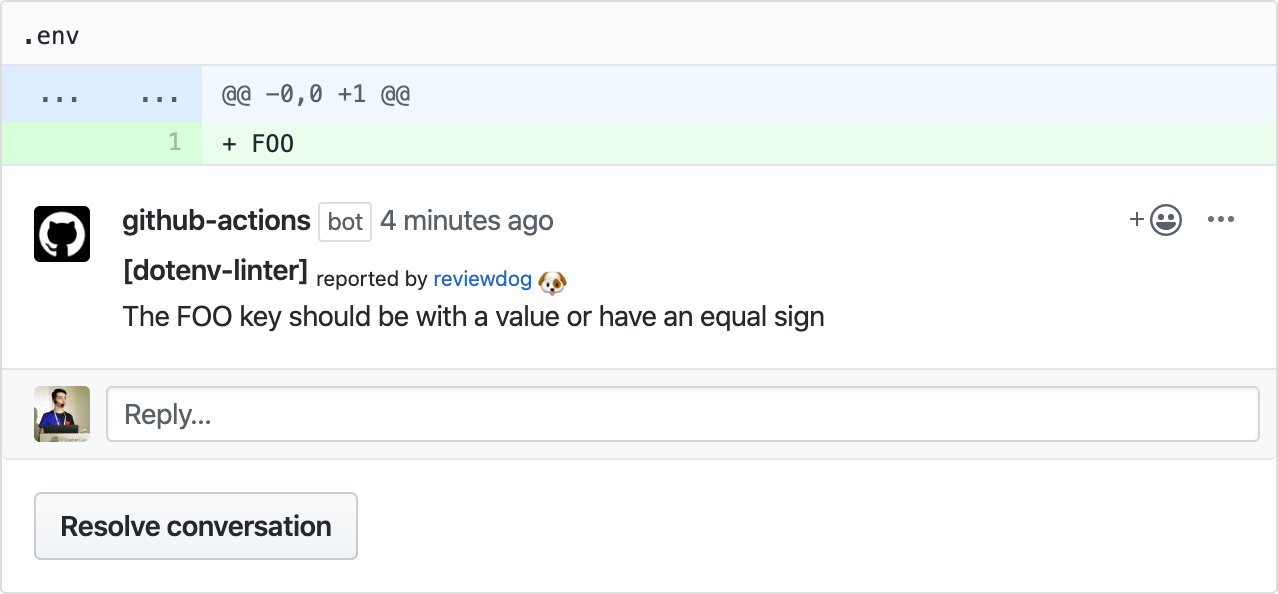 .env
... ... @@ -0,0 +1 @@
1 + FOO
github-actions bot 4 minutes ago
[dotenv-linter] reported by reviewdog 🐶
The FOO key should be with a value or have an equal sign
Reply...
Resolve conversation